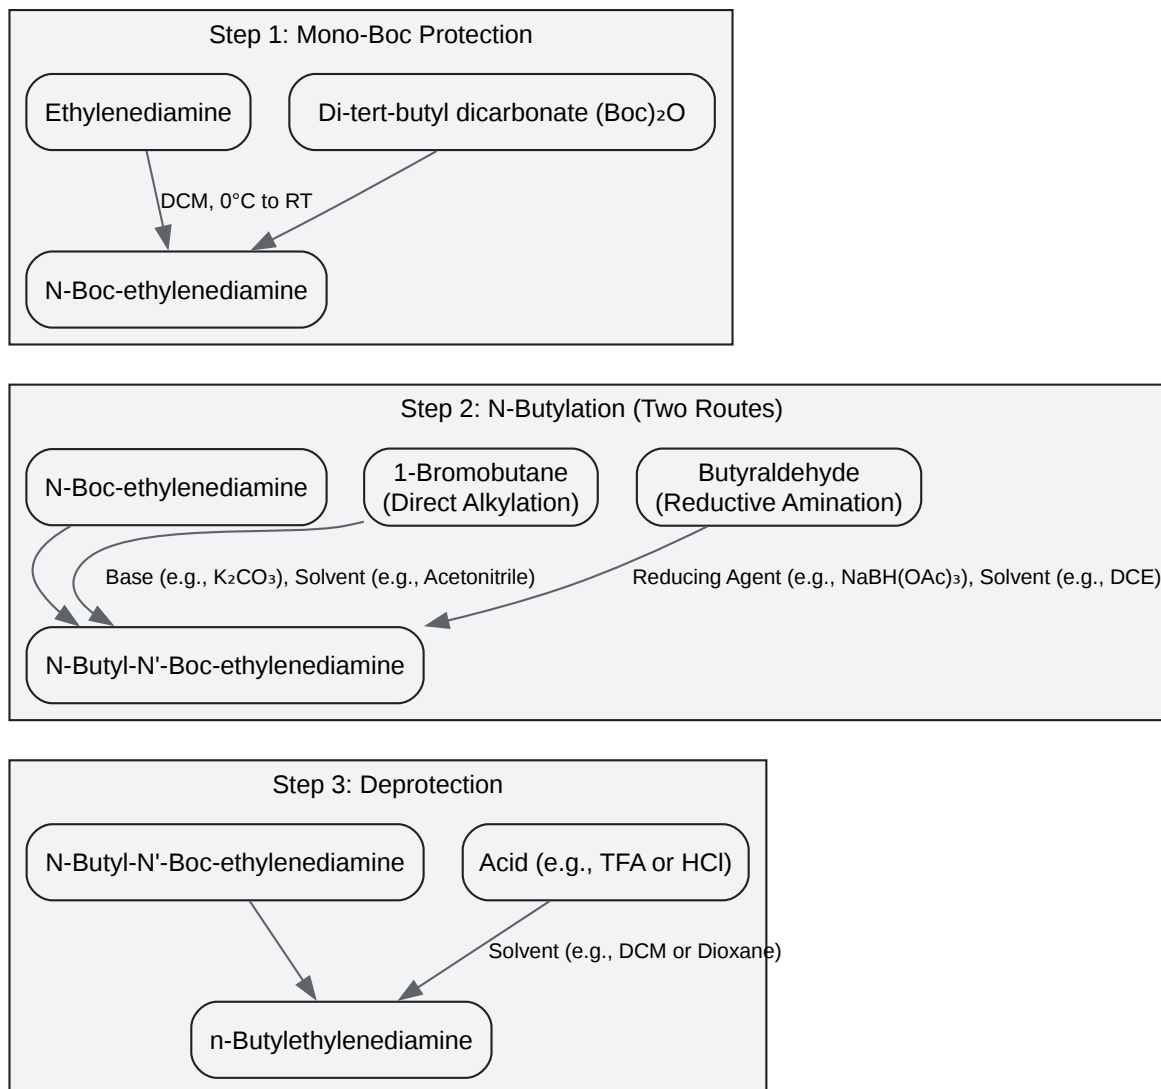 Step 1: Mono-Boc Protection
Ethylenediamine
Di-tert-butyl dicarbonate (Boc)₂O
DCM, 0°C to RT
N-Boc-ethylenediamine
Step 2: N-Butylation (Two Routes)
N-Boc-ethylenediamine
1-Bromobutane
(Direct Alkylation)
Butyraldehyde
(Reductive Amination)
Base (e.g., K₂CO₃), Solvent (e.g., Acetonitrile)
Reducing Agent (e.g., NaBH(OAc)₃), Solvent (e.g., DCE)
N-Butyl-N'-Boc-ethylenediamine
Step 3: Deprotection
N-Butyl-N'-Boc-ethylenediamine
Acid (e.g., TFA or HCl)
Solvent (e.g., DCM or Dioxane)
n-Butylethylenediamine